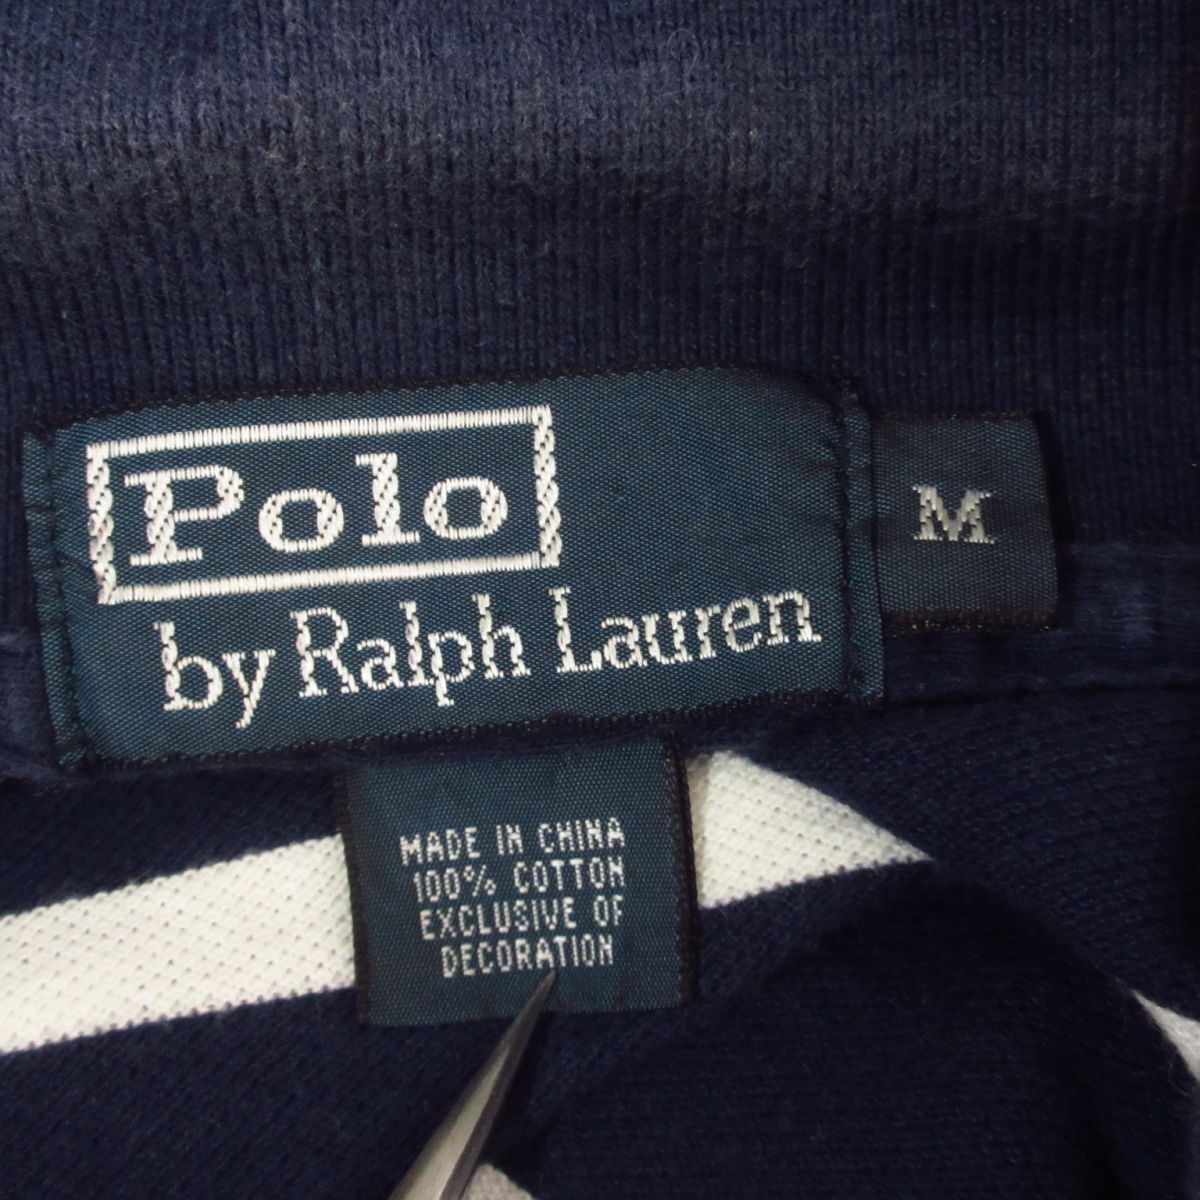 Polo
by Ralph Lauren
M
MADE IN CHINA
100% COTTON
EXCLUSIVE OF
DECORATION